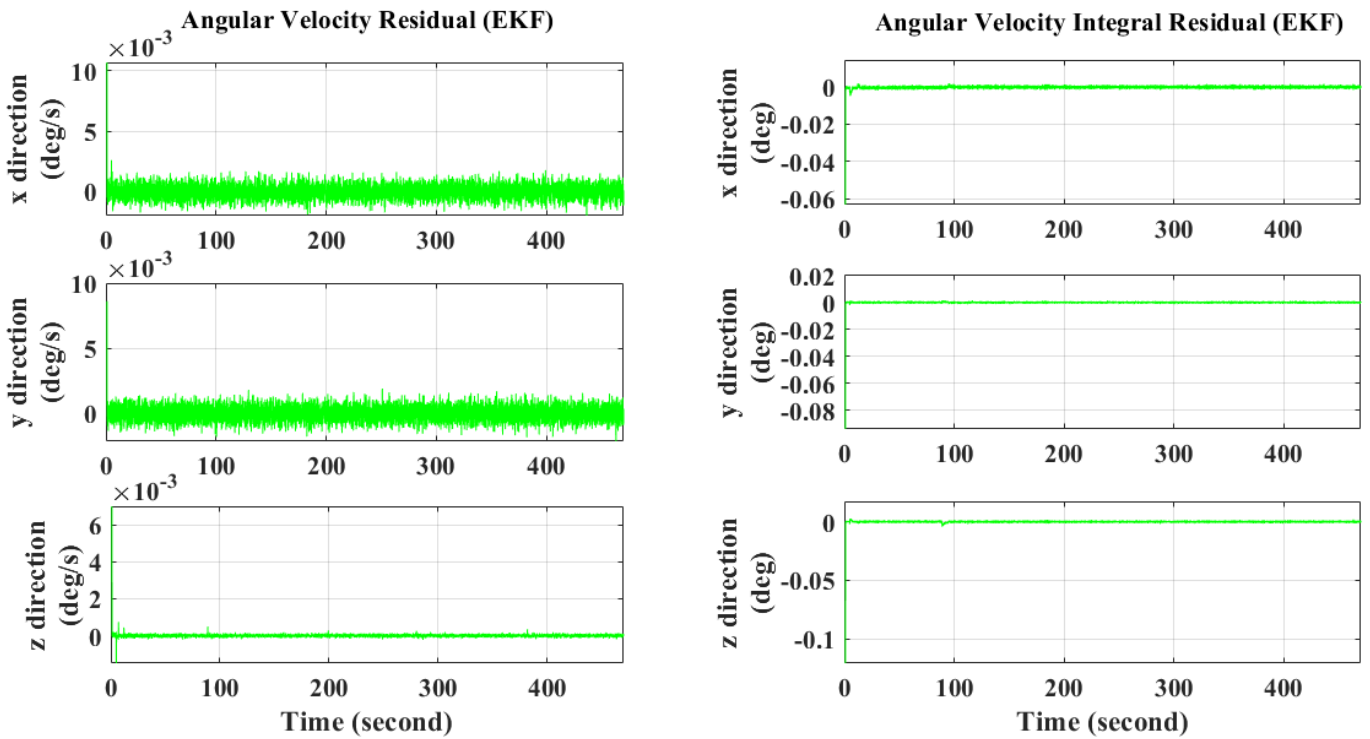 Angular Velocity Residual (EKF)
×10-3
10
5
0
x direction
((deg/s)
0 100 200 300 400
×10-3
10
5
0
y direction
((deg/s)
0 100 200 300 400
×10-3
6
4
2
0
z direction
((deg/s)
0 100 200 300 400
Time (second)
Angular Velocity Integral Residual (EKF)
0
-0.02
-0.04
-0.06
x direction
((deg)
0 100 200 300 400
0.02
0
-0.02
-0.04
-0.06
-0.08
y direction
((deg)
0 100 200 300 400
0
-0.05
-0.1
z direction
((deg)
0 100 200 300 400
Time (second)